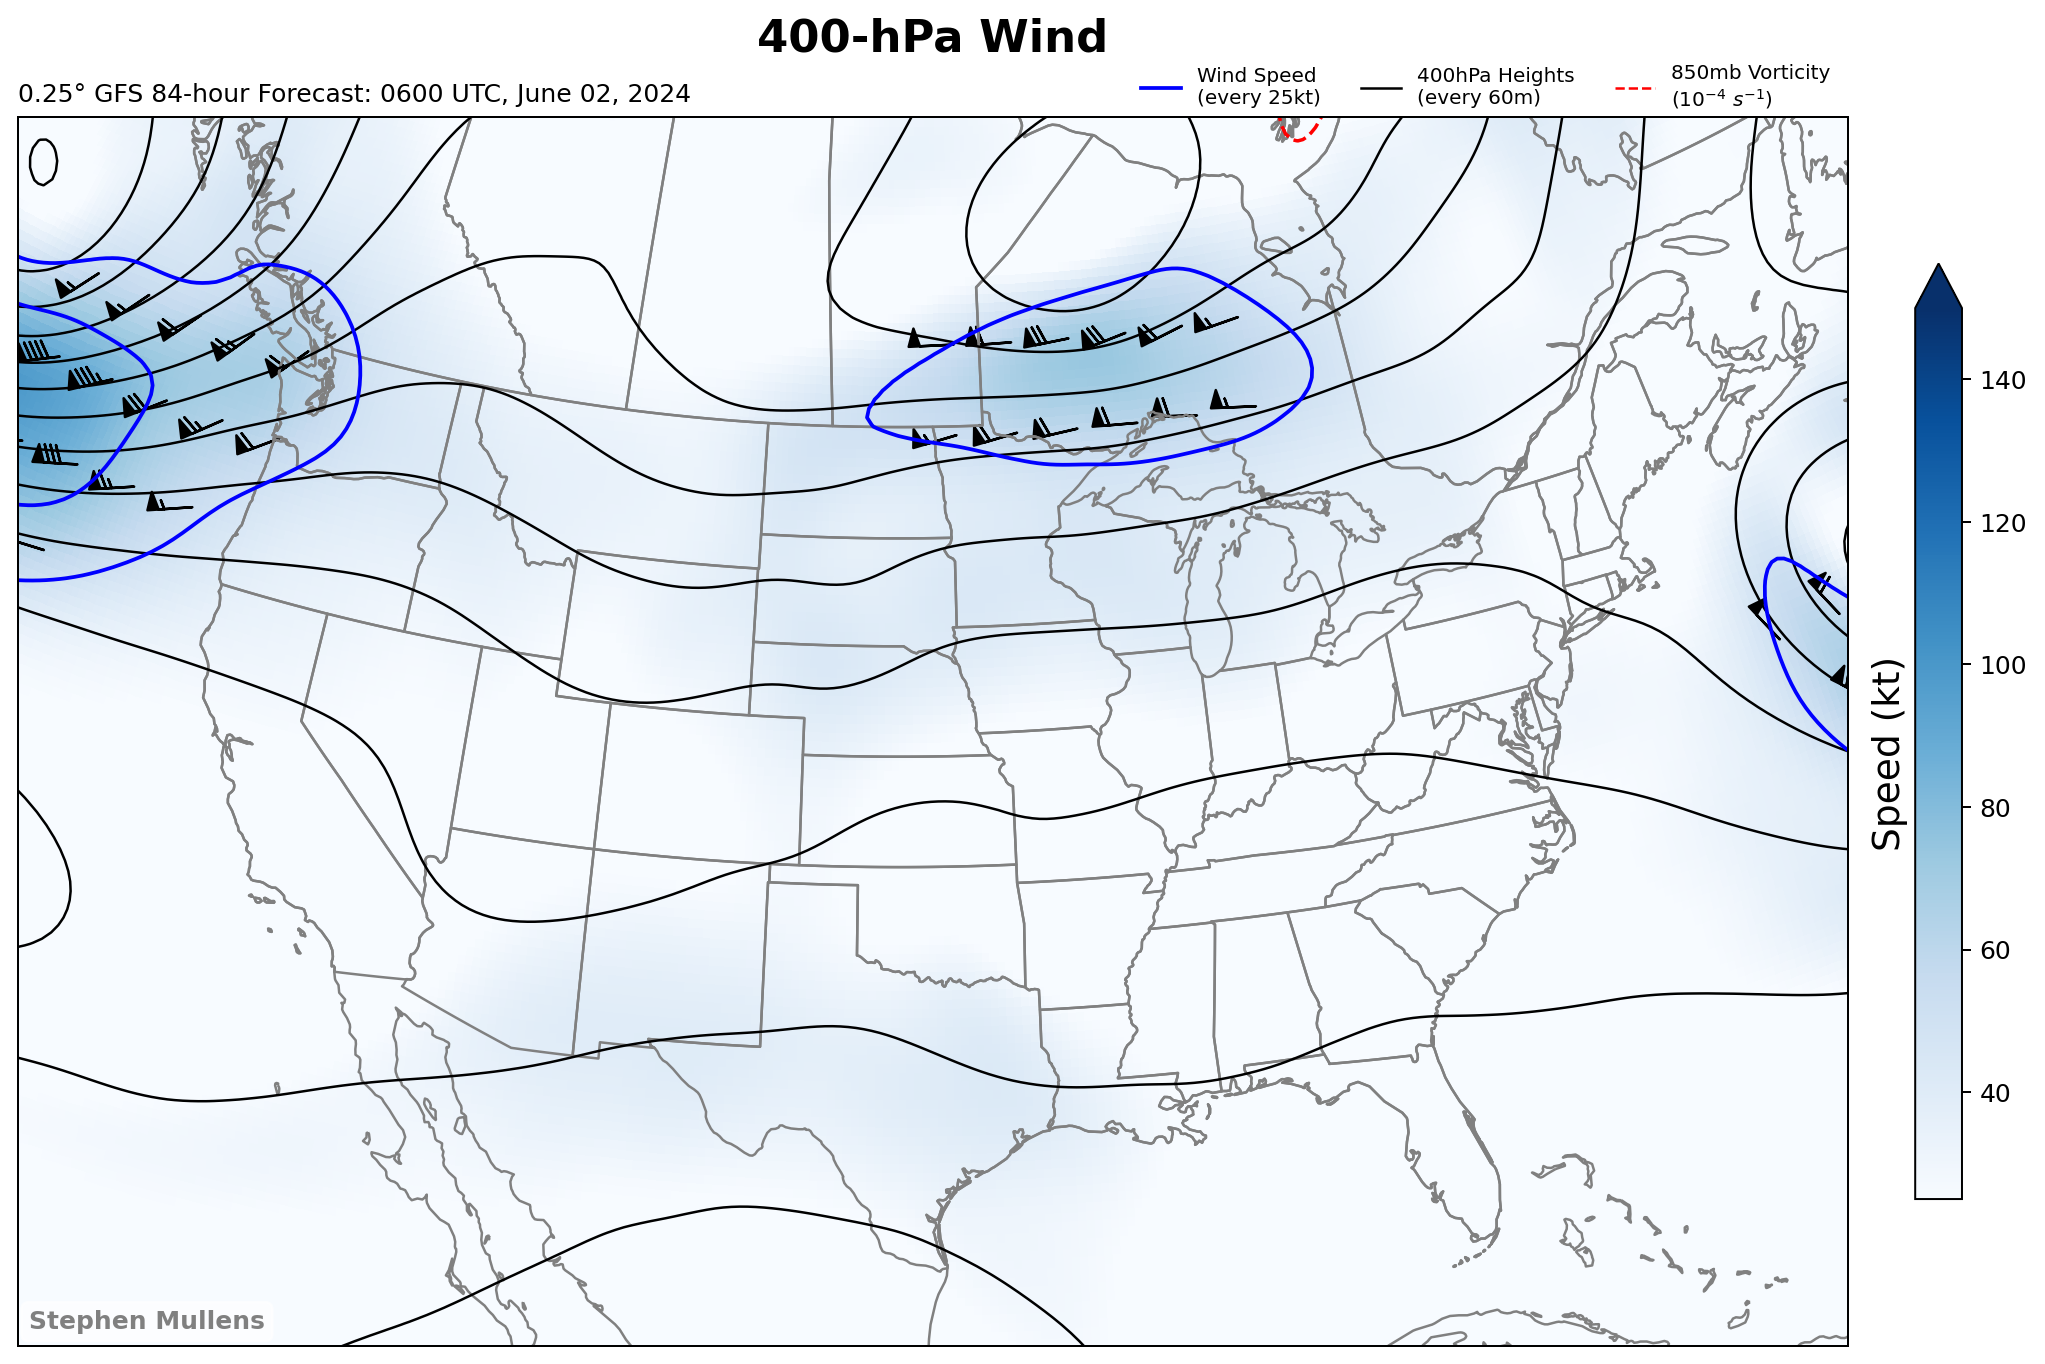 400-hPa Wind
0.25° GFS 84-hour Forecast: 0600 UTC, June 02, 2024
Wind Speed
(every 25kt)
400hPa Heights
(every 60m)
850mb Vorticity
(10⁻⁴ s⁻¹)
140
120
100
80
60
40
Speed (kt)
Stephen Mullens